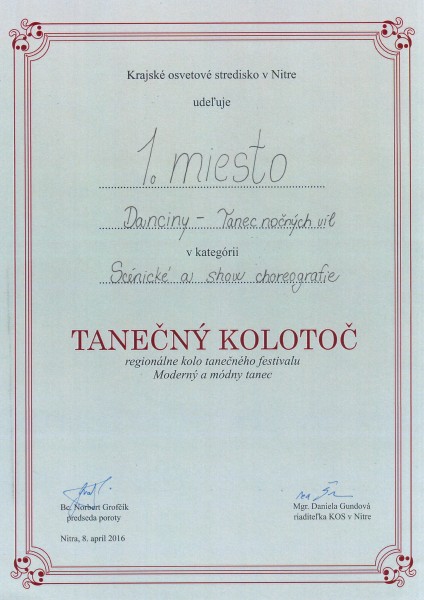 Krajské osvetové stredisko v Nitre
udeľuje
1. miesto
Danciny - Tanec nočných víl
v kategórii
Scénické a show choreografie
TANEČNÝ KOLOTOČ
regionálne kolo tanečného festivalu
Moderný a módny tanec
Bc. Norbert Grofčík
predseda poroty
Mgr. Daniela Gundová
riaditeľka KOS v Nitre
Nitra, 8. apríl 2016